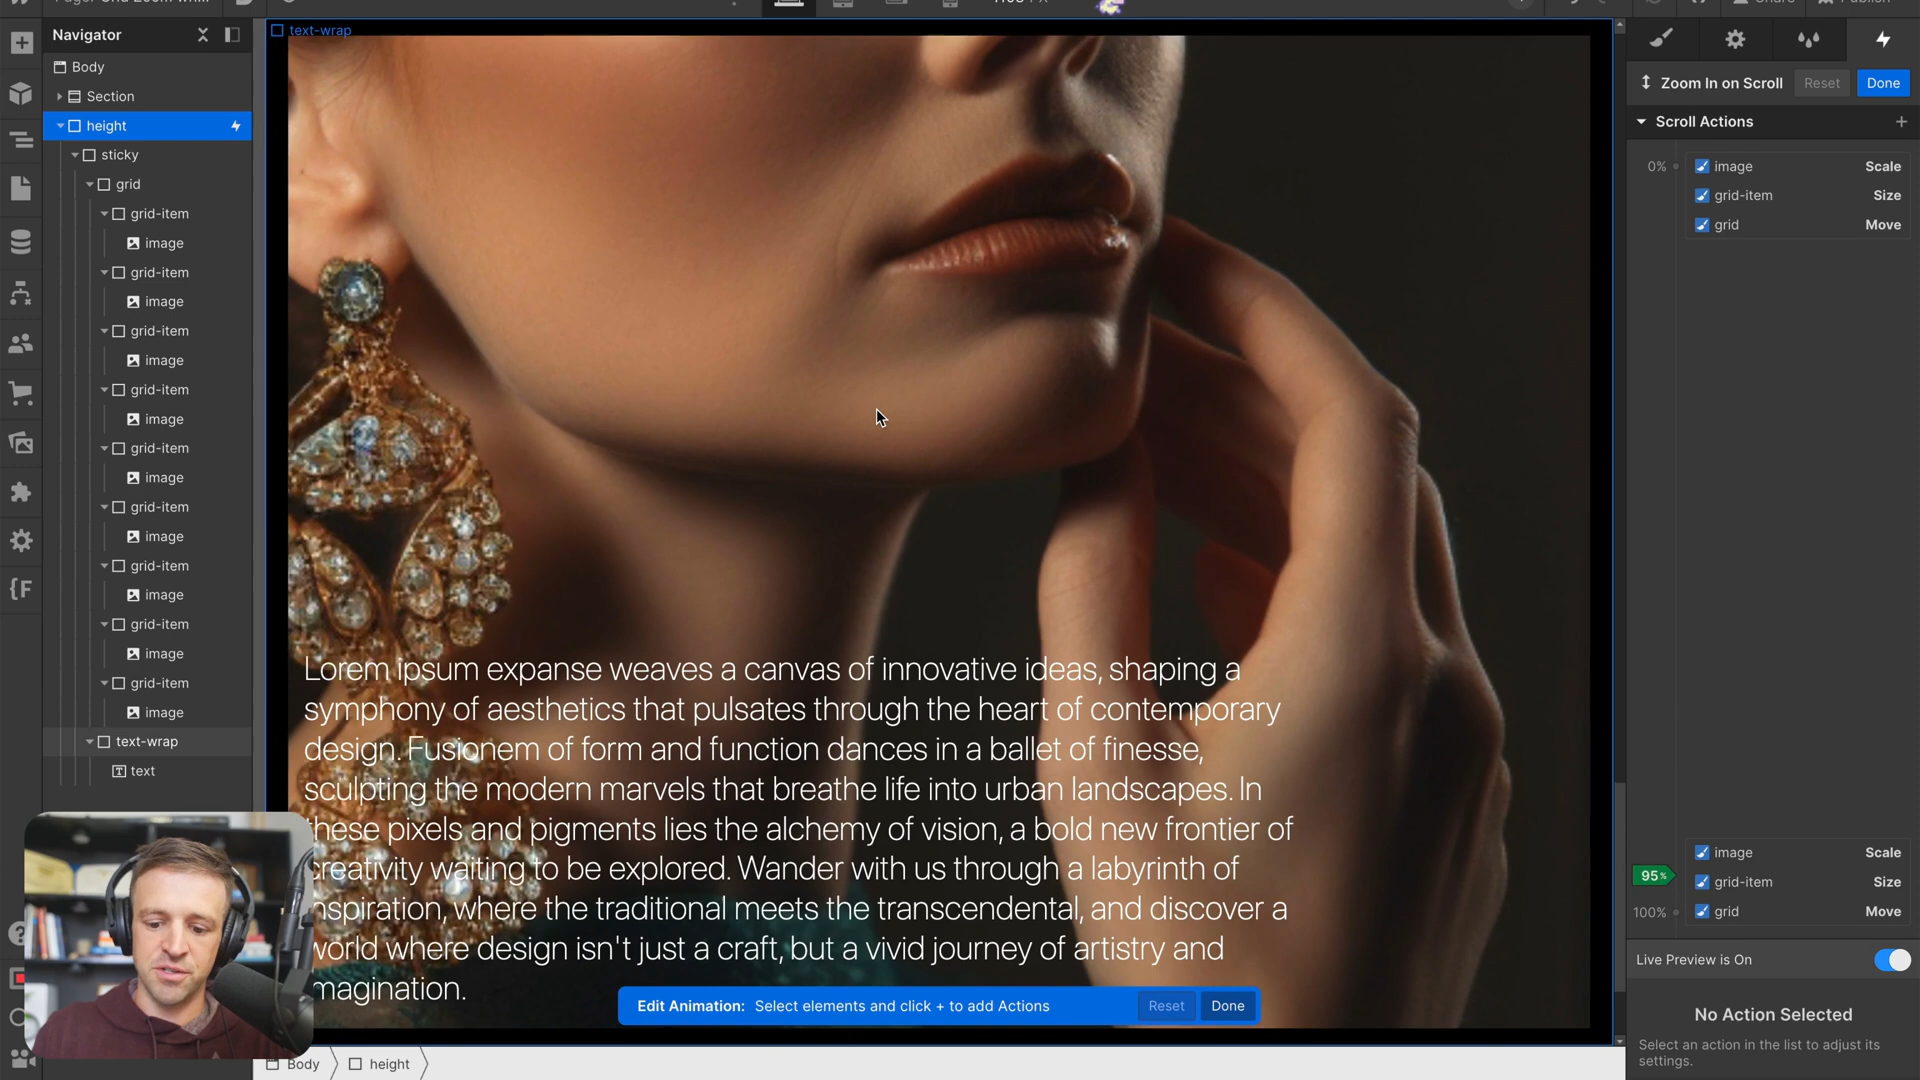 text-wrap
Navigator
Body
Section
height
sticky
grid
grid-item
image
grid-item
image
grid-item
image
grid-item
image
grid-item
image
grid-item
image
grid-item
image
grid-item
image
grid-item
image
text-wrap
text
Lorem ipsum expanse weaves a canvas of innovative ideas, shaping a
symphony of aesthetics that pulsates through the heart of contemporary
design. Fusionem of form and function dances in a ballet of finesse,
sculpting the modern marvels that breathe life into urban landscapes. In
these pixels and pigments lies the alchemy of vision, a bold new frontier of
creativity waiting to be explored. Wander with us through a labyrinth of
inspiration, where the traditional meets the transcendental, and discover a
world where design isn't just a craft, but a vivid journey of artistry and
imagination.
Edit Animation: Select elements and click + to add Actions Reset Done
Body height
Zoom In on Scroll Reset Done
Scroll Actions
0% image Scale
grid-item Size
grid Move
image Scale
95% grid-item Size
100% grid Move
Live Preview is On
No Action Selected
Select an action in the list to adjust its
settings.